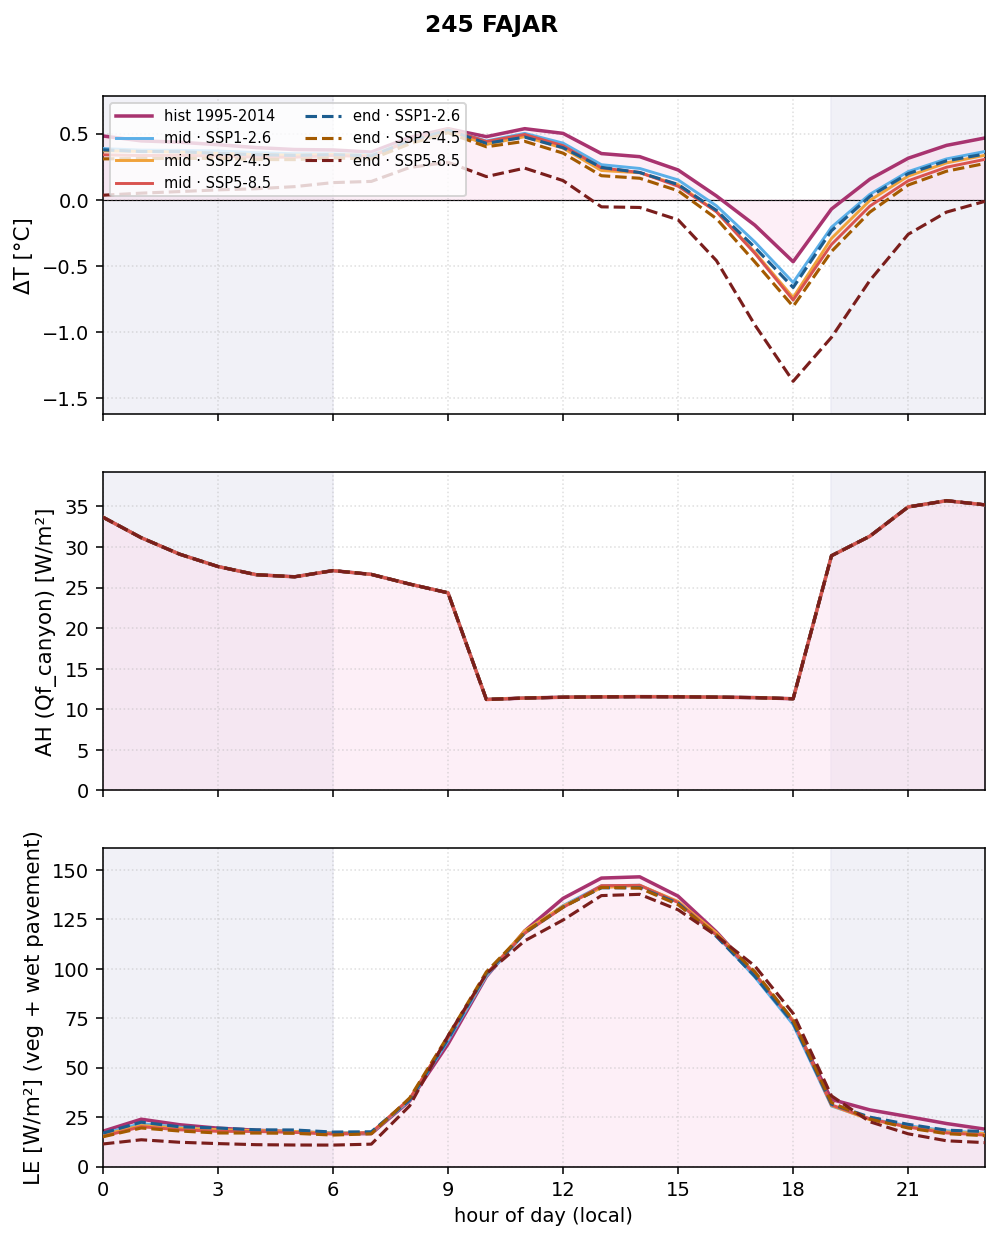 245 FAJAR
hist 1995-2014
mid · SSP1-2.6
mid · SSP2-4.5
mid · SSP5-8.5
end · SSP1-2.6
end · SSP2-4.5
end · SSP5-8.5
ΔT [°C]
0.5
0.0
−0.5
−1.0
−1.5
AH (Qf_canyon) [W/m²]
35
30
25
20
15
10
5
0
LE [W/m²] (veg + wet pavement)
150
125
100
75
50
25
0
0 3 6 9 12 15 18 21
hour of day (local)